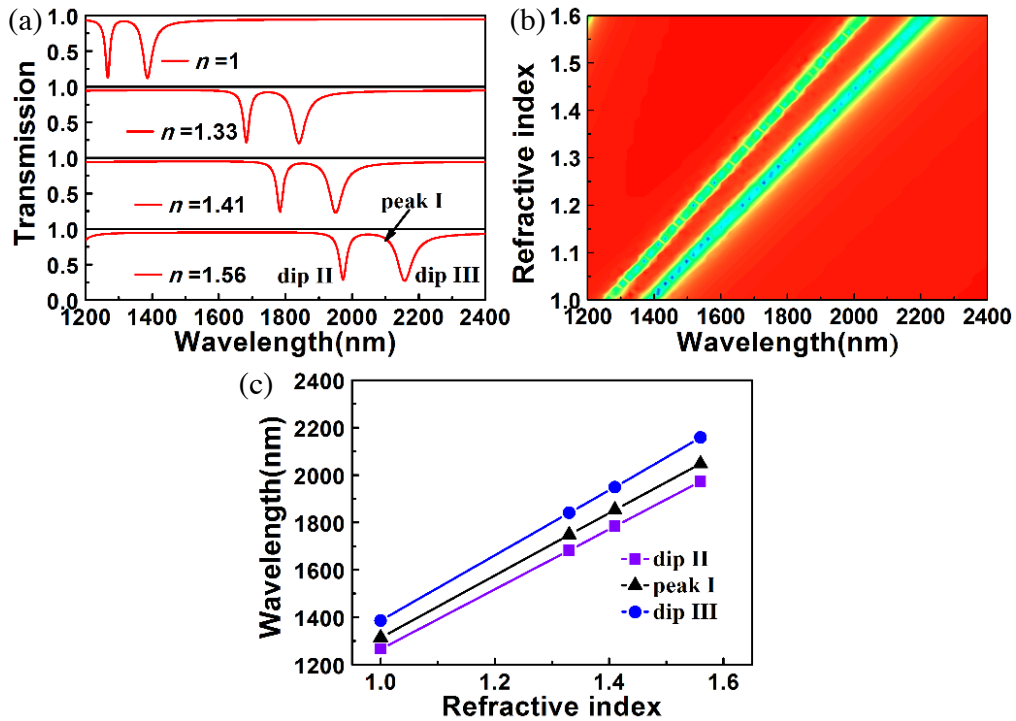 (a)
Transmission
1.0
0.5
1.0
0.5
1.0
0.5
1.0
0.5
0.0
n =1
n =1.33
n =1.41
peak I
n =1.56
dip II
dip III
1200 1400 1600 1800 2000 2200 2400
Wavelength(nm)
(b)
Refractive index
1.6
1.5
1.4
1.3
1.2
1.1
1.0
1200 1400 1600 1800 2000 2200 2400
Wavelength(nm)
(c)
Wavelength(nm)
2400
2200
2000
1800
1600
1400
1200
dip II
peak I
dip III
1.0 1.2 1.4 1.6
Refractive index